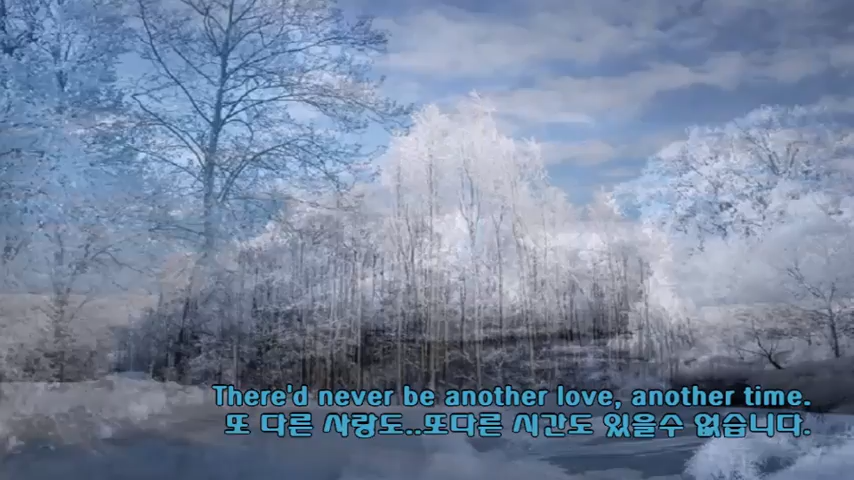 There'd never be another love, another time.
또 다른 사랑도..또다른 시간도 있을수 없습니다.